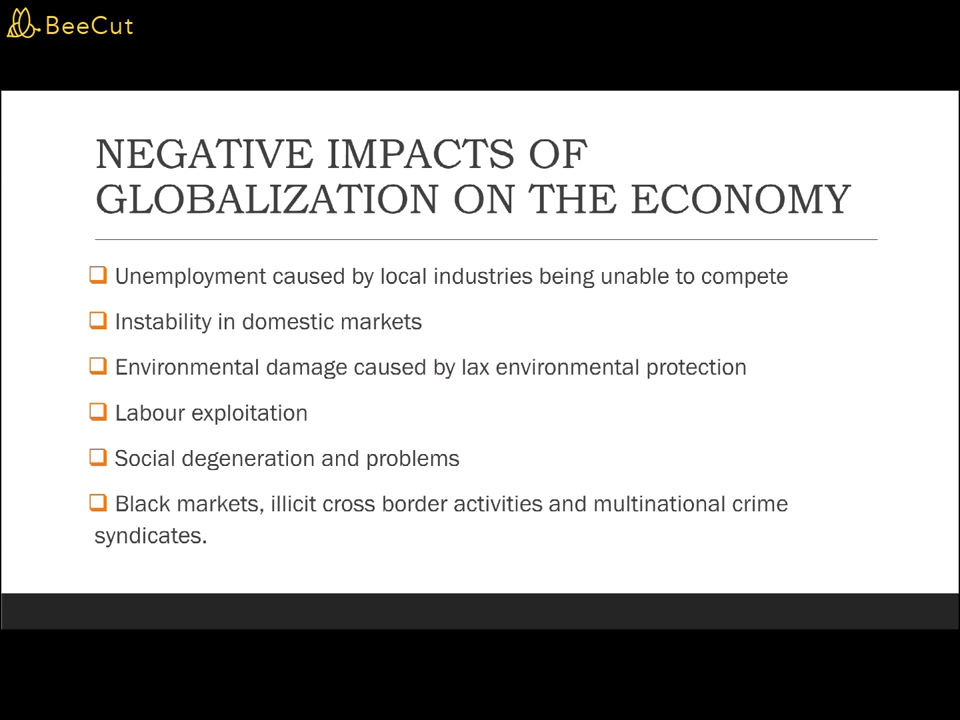 BeeCut
NEGATIVE IMPACTS OF
GLOBALIZATION ON THE ECONOMY
Unemployment caused by local industries being unable to compete
Instability in domestic markets
Environmental damage caused by lax environmental protection
Labour exploitation
Social degeneration and problems
Black markets, illicit cross border activities and multinational crime
syndicates.